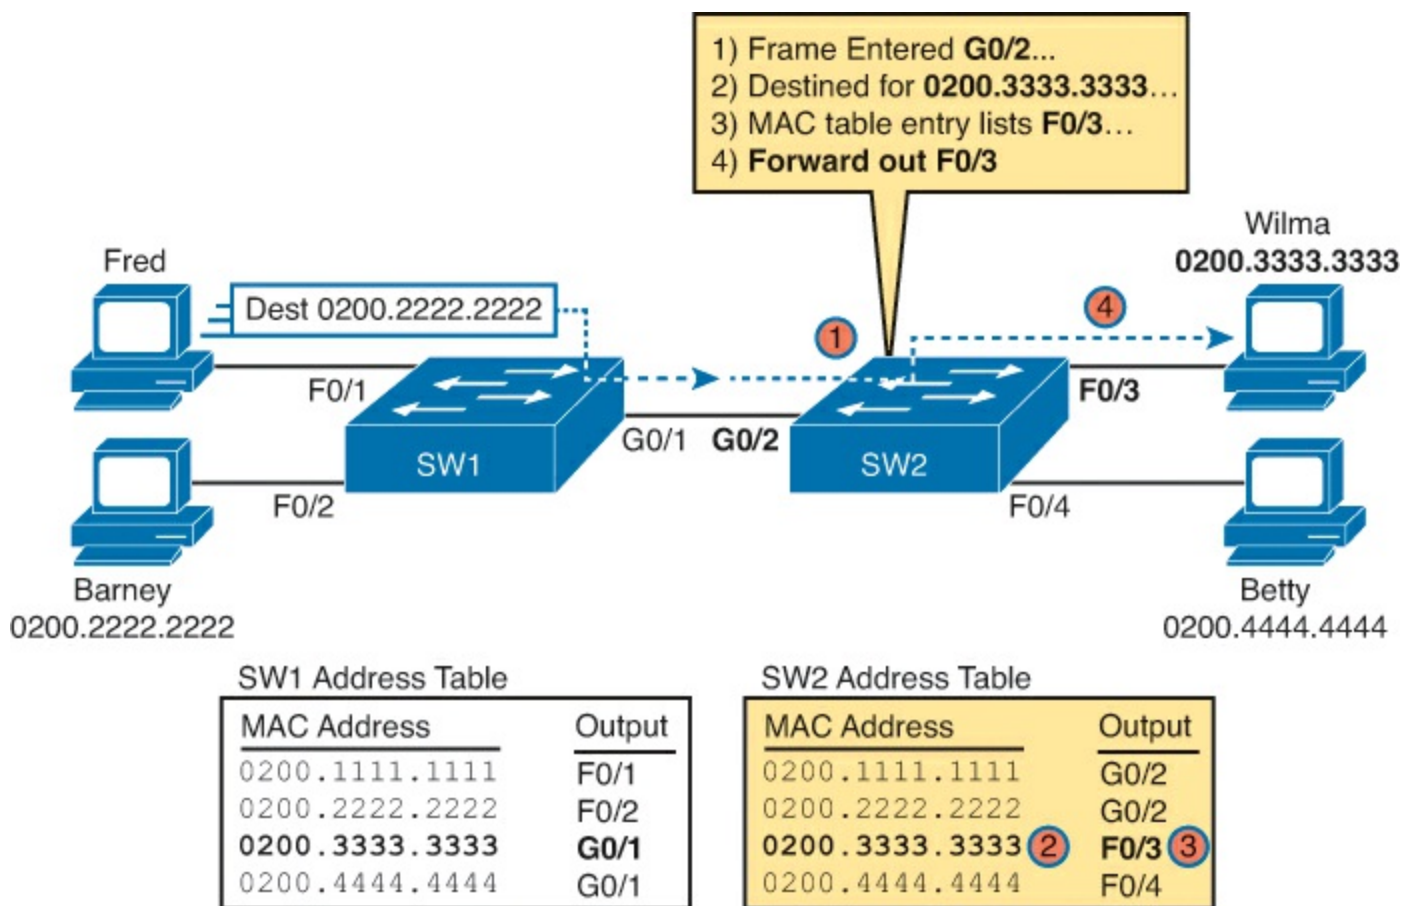 1) Frame Entered G0/2...
2) Destined for 0200.3333.3333…
3) MAC table entry lists F0/3…
4) Forward out F0/3
Wilma
0200.3333.3333
Fred
Dest 0200.2222.2222
1
4
F0/1
F0/3
G0/1 G0/2
SW1
SW2
F0/2
F0/4
Barney
0200.2222.2222
Betty
0200.4444.4444
SW1 Address Table
MAC Address Output
0200.1111.1111 F0/1
0200.2222.2222 F0/2
0200.3333.3333 G0/1
0200.4444.4444 G0/1
SW2 Address Table
MAC Address Output
0200.1111.1111 G0/2
0200.2222.2222 G0/2
0200.3333.3333 2 F0/3 3
0200.4444.4444 F0/4